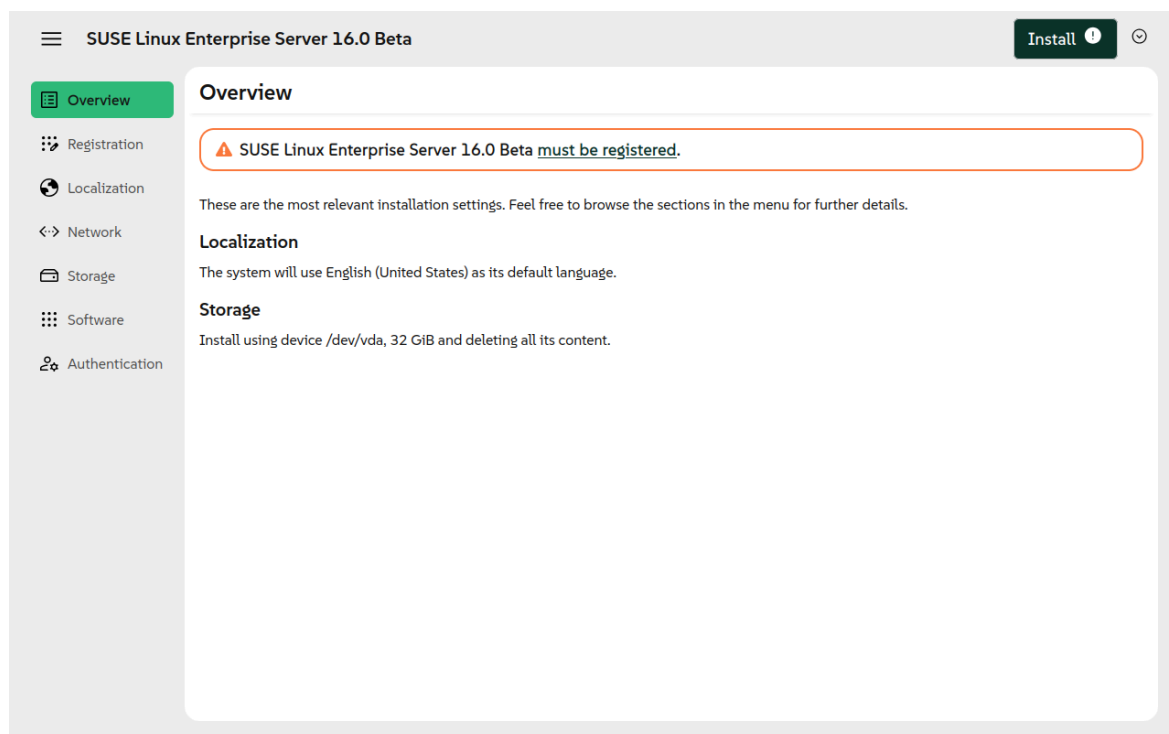 SUSE Linux Enterprise Server 16.0 Beta
Install
Overview
Registration
Localization
Network
Storage
Software
Authentication
Overview
SUSE Linux Enterprise Server 16.0 Beta must be registered.
These are the most relevant installation settings. Feel free to browse the sections in the menu for further details.
Localization
The system will use English (United States) as its default language.
Storage
Install using device /dev/vda, 32 GiB and deleting all its content.